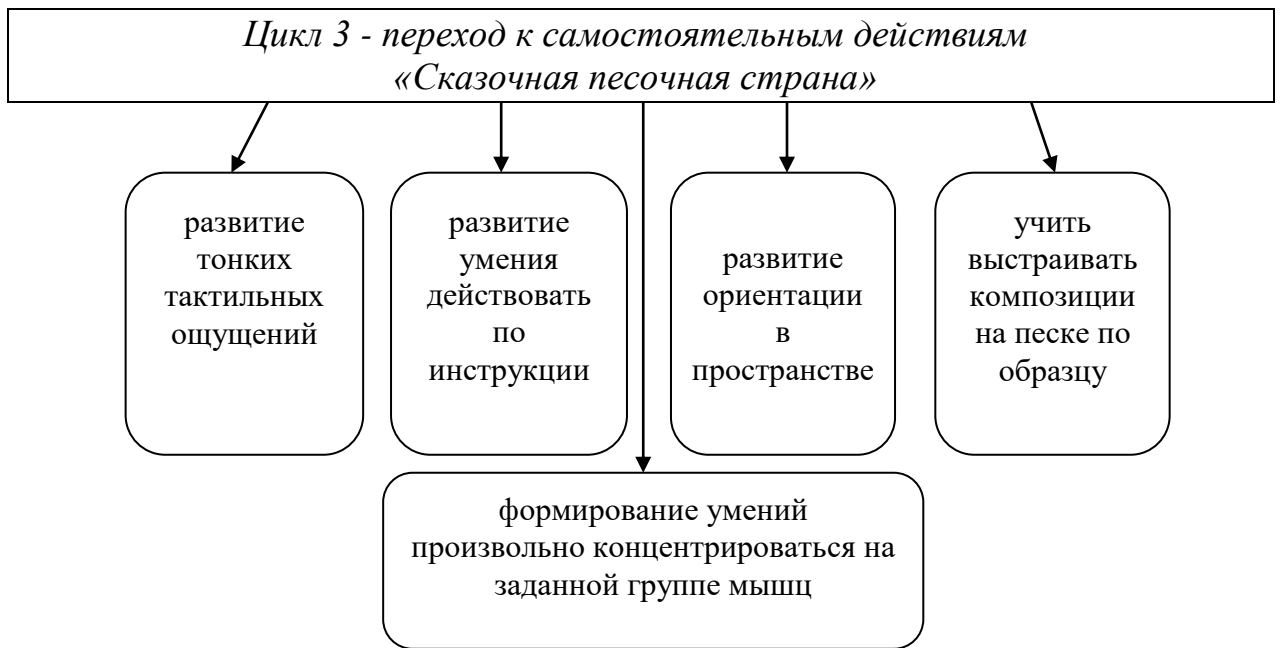 Цикл 3 - переход к самостоятельным действиям
«Сказочная песочная страна»
развитие
тонких
тактильных
ощущений
развитие
умения
действовать
по
инструкции
развитие
ориентации
в
пространстве
учить
выстраивать
композиции
на песке по
образцу
формирование умений
произвольно концентрироваться на
заданной группе мышц